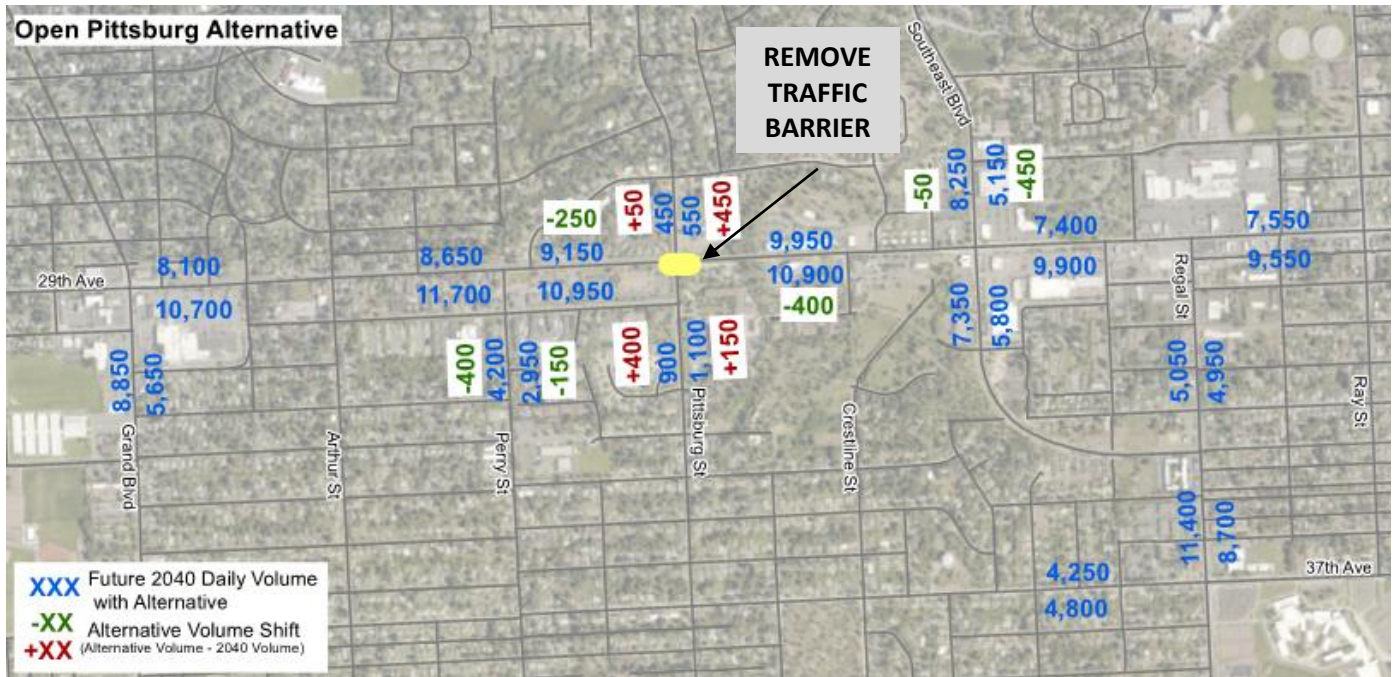 Open Pittsburg Alternative
REMOVE
TRAFFIC
BARRIER
Southeast Blvd
-50
8,250
5,150
-450
-250
+50
450
550
+450
7,400
7,550
8,650
9,150
9,950
8,100
29th Ave
9,900
9,550
11,700
10,950
10,900
10,700
-400
Regal St
7,350
5,800
-400
4,200
2,950
-150
+400
900
1,100
+150
8,850
5,650
5,050
4,950
Ray St
Grand Blvd
Arthur St
Perry St
Pittsburg St
Crestline St
11,400
8,700
4,250
4,800
37th Ave
XXX Future 2040 Daily Volume
with Alternative
-XX Alternative Volume Shift
+XX (Alternative Volume - 2040 Volume)